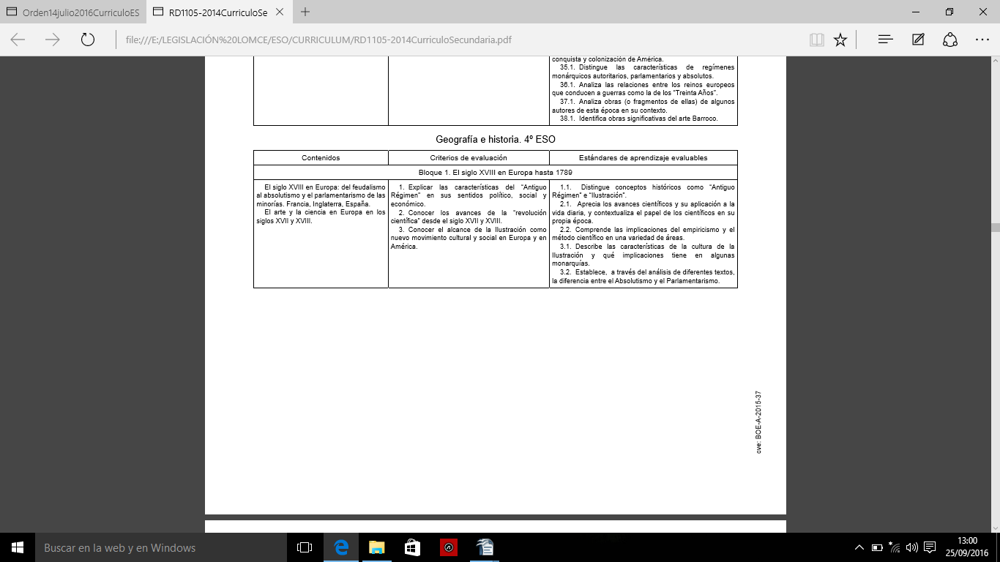 Orden14julio2016CurriculoES
RD1105-2014CurriculoSe
file:///E:/LEGISLACIÓN%20LOMCE/ESO/CURRICULUM/RD1105-2014CurriculoSecundaria.pdf
conquista y colonización de América.
35.1. Distingue las características de regímenes
monárquicos autoritarios, parlamentarios y absolutos.
36.1. Analiza las relaciones entre los reinos europeos
que conducen a guerras como la de los “Treinta Años”.
37.1. Analiza obras (o fragmentos de ellas) de algunos
autores de esta época en su contexto.
38.1. Identifica obras significativas del arte Barroco.
Geografía e historia. 4º ESO
Contenidos
Criterios de evaluación
Estándares de aprendizaje evaluables
Bloque 1. El siglo XVIII en Europa hasta 1789
El siglo XVIII en Europa: del feudalismo
al absolutismo y el parlamentarismo de las
minorías. Francia, Inglaterra, España.
El arte y la ciencia en Europa en los
siglos XVII y XVIII.
1. Explicar las características del “Antiguo
Régimen” en sus sentidos político, social y
económico.
2. Conocer los avances de la “revolución
científica” desde el siglo XVII y XVIII.
3. Conocer el alcance de la Ilustración como
nuevo movimiento cultural y social en Europa y en
América.
1.1. Distingue conceptos históricos como “Antiguo
Régimen” e “Ilustración”.
2.1. Aprecia los avances científicos y su aplicación a la
vida diaria, y contextualiza el papel de los científicos en su
propia época.
2.2. Comprende las implicaciones del empiricismo y el
método científico en una variedad de áreas.
3.1. Describe las características de la cultura de la
Ilustración y qué implicaciones tiene en algunas
monarquías.
3.2. Establece, a través del análisis de diferentes textos,
la diferencia entre el Absolutismo y el Parlamentarismo.
cve: BOE-A-2015-37
Buscar en la web y en Windows
13:00
25/09/2016